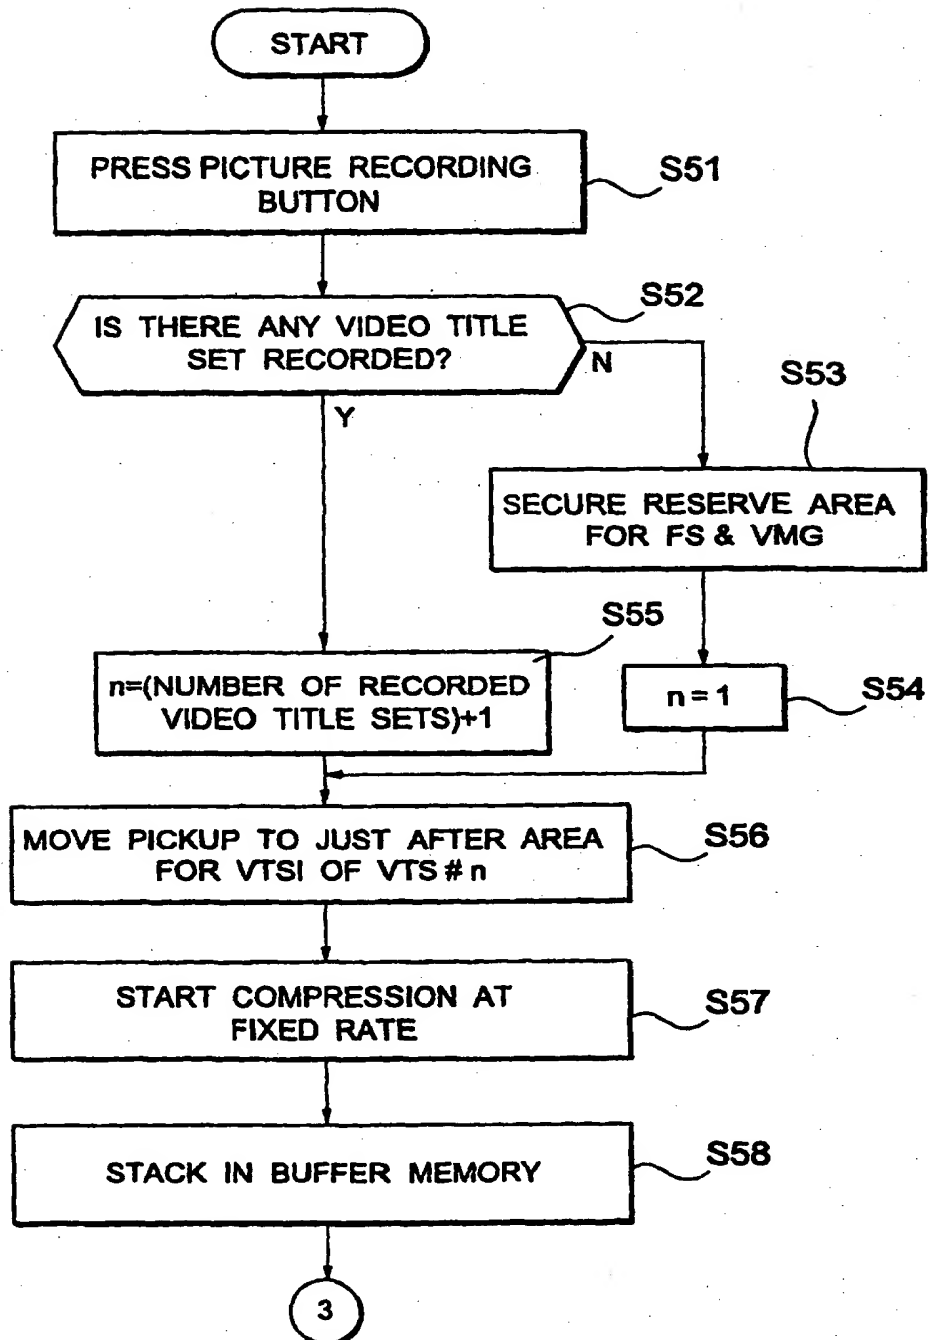 START
PRESS PICTURE RECORDING
BUTTON
S51
S52
IS THERE ANY VIDEO TITLE
SET RECORDED?
N
Y
S53
SECURE RESERVE AREA
FOR FS & VMG
S55
n=(NUMBER OF RECORDED
VIDEO TITLE SETS)+1
n=1
S54
MOVE PICKUP TO JUST AFTER AREA
FOR VTSI OF VTS # n
S56
START COMPRESSION AT
FIXED RATE
S57
STACK IN BUFFER MEMORY
S58
3